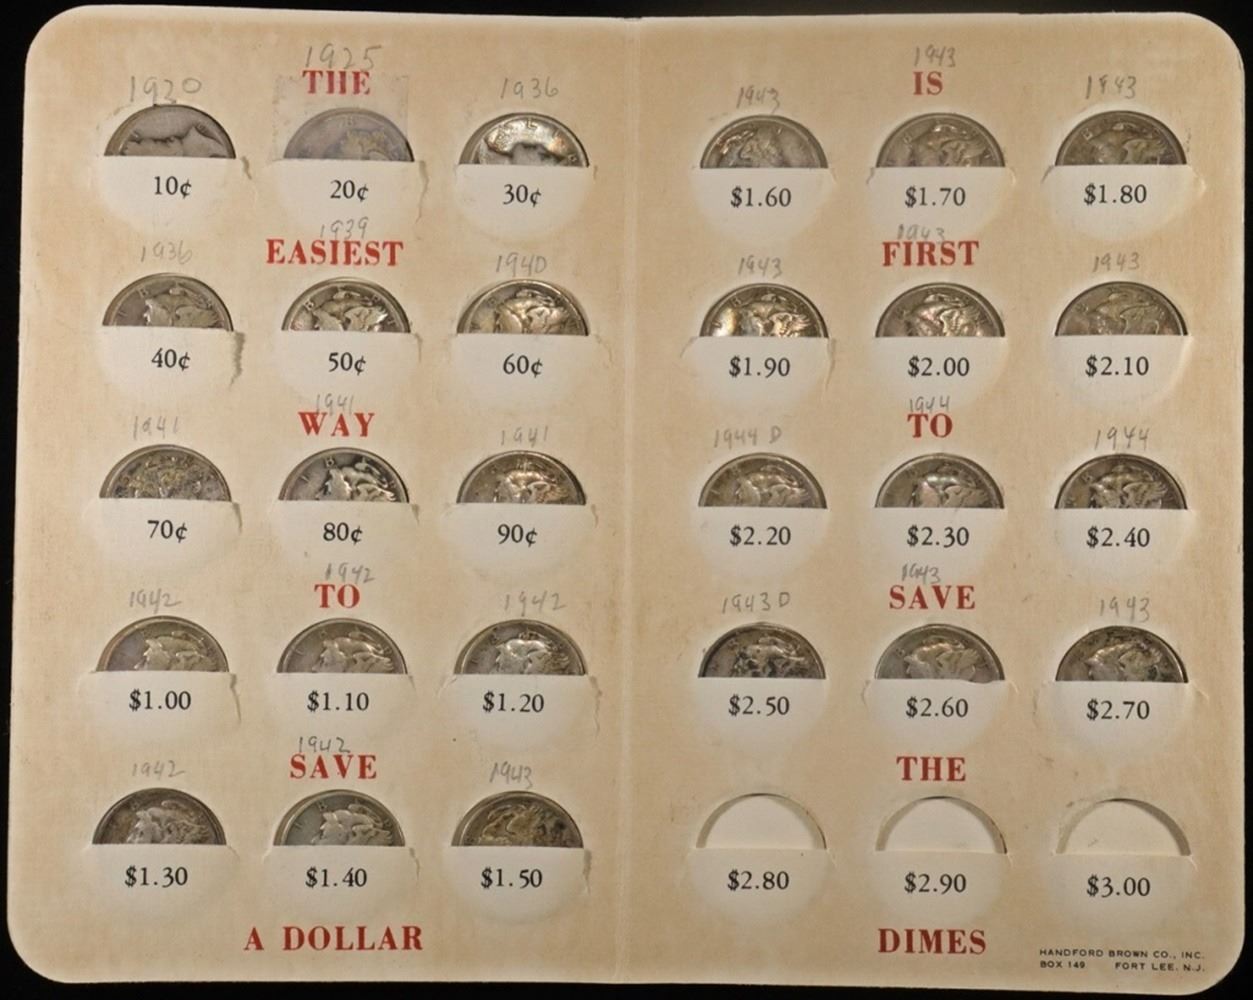 1925
1920 1936
THE
10¢ 20¢ 30¢
1939
EASIEST
1936 1940
40¢ 50¢ 60¢
1941
WAY
1941 1941
70¢ 80¢ 90¢
1942
TO
1942 1942
$1.00 $1.10 $1.20
1942
SAVE
1942 1943
$1.30 $1.40 $1.50
A DOLLAR
1943
IS
1943 1943
$1.60 $1.70 $1.80
1943
FIRST
1943 1943
$1.90 $2.00 $2.10
1944
TO
1944 D 1944
$2.20 $2.30 $2.40
1943
SAVE
1943 D 1943
$2.50 $2.60 $2.70
THE
$2.80 $2.90 $3.00
DIMES
HANDFORD BROWN CO., INC.
BOX 149 FORT LEE, N.J.